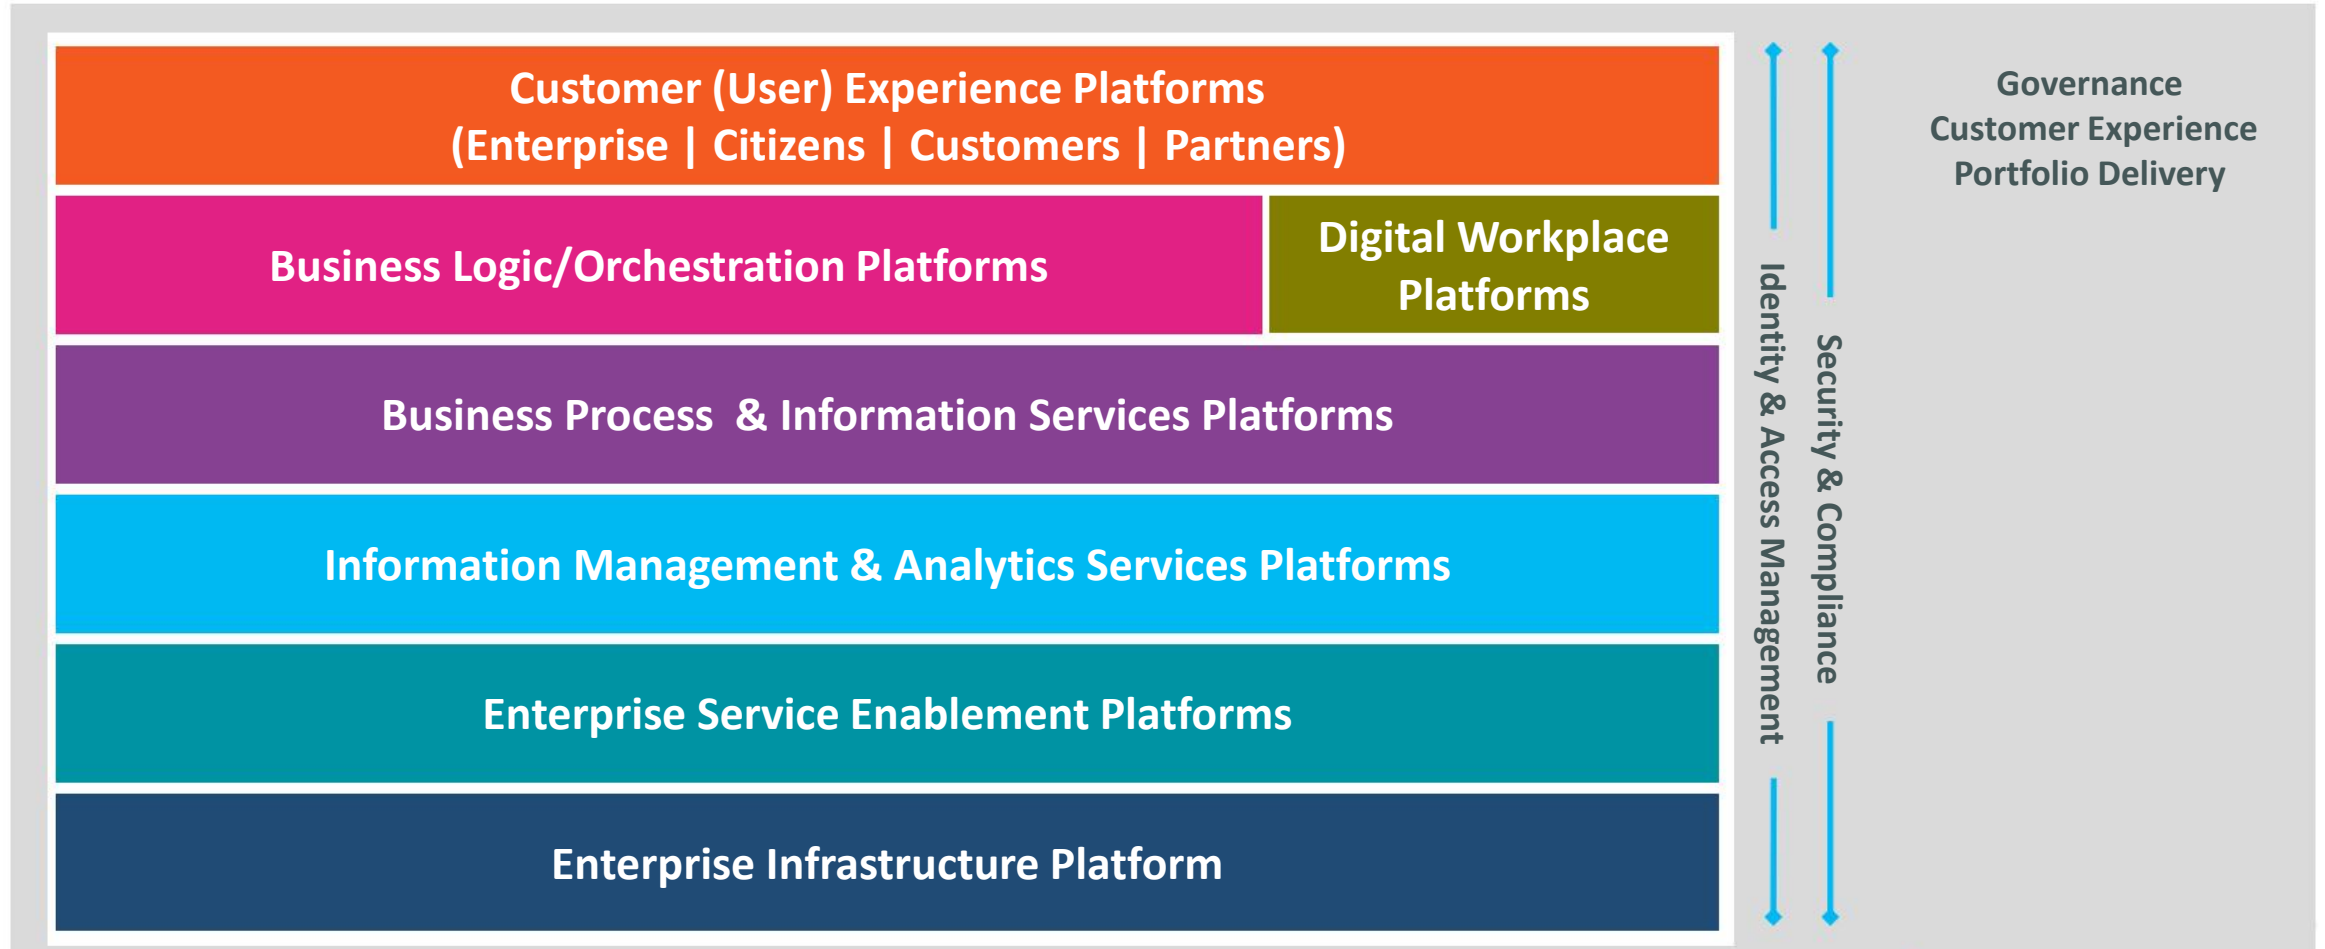 Customer (User) Experience Platforms
(Enterprise | Citizens | Customers | Partners)
Business Logic/Orchestration Platforms
Digital Workplace
Platforms
Business Process & Information Services Platforms
Information Management & Analytics Services Platforms
Enterprise Service Enablement Platforms
Enterprise Infrastructure Platform
Identity & Access Management
Security & Compliance
Governance
Customer Experience
Portfolio Delivery